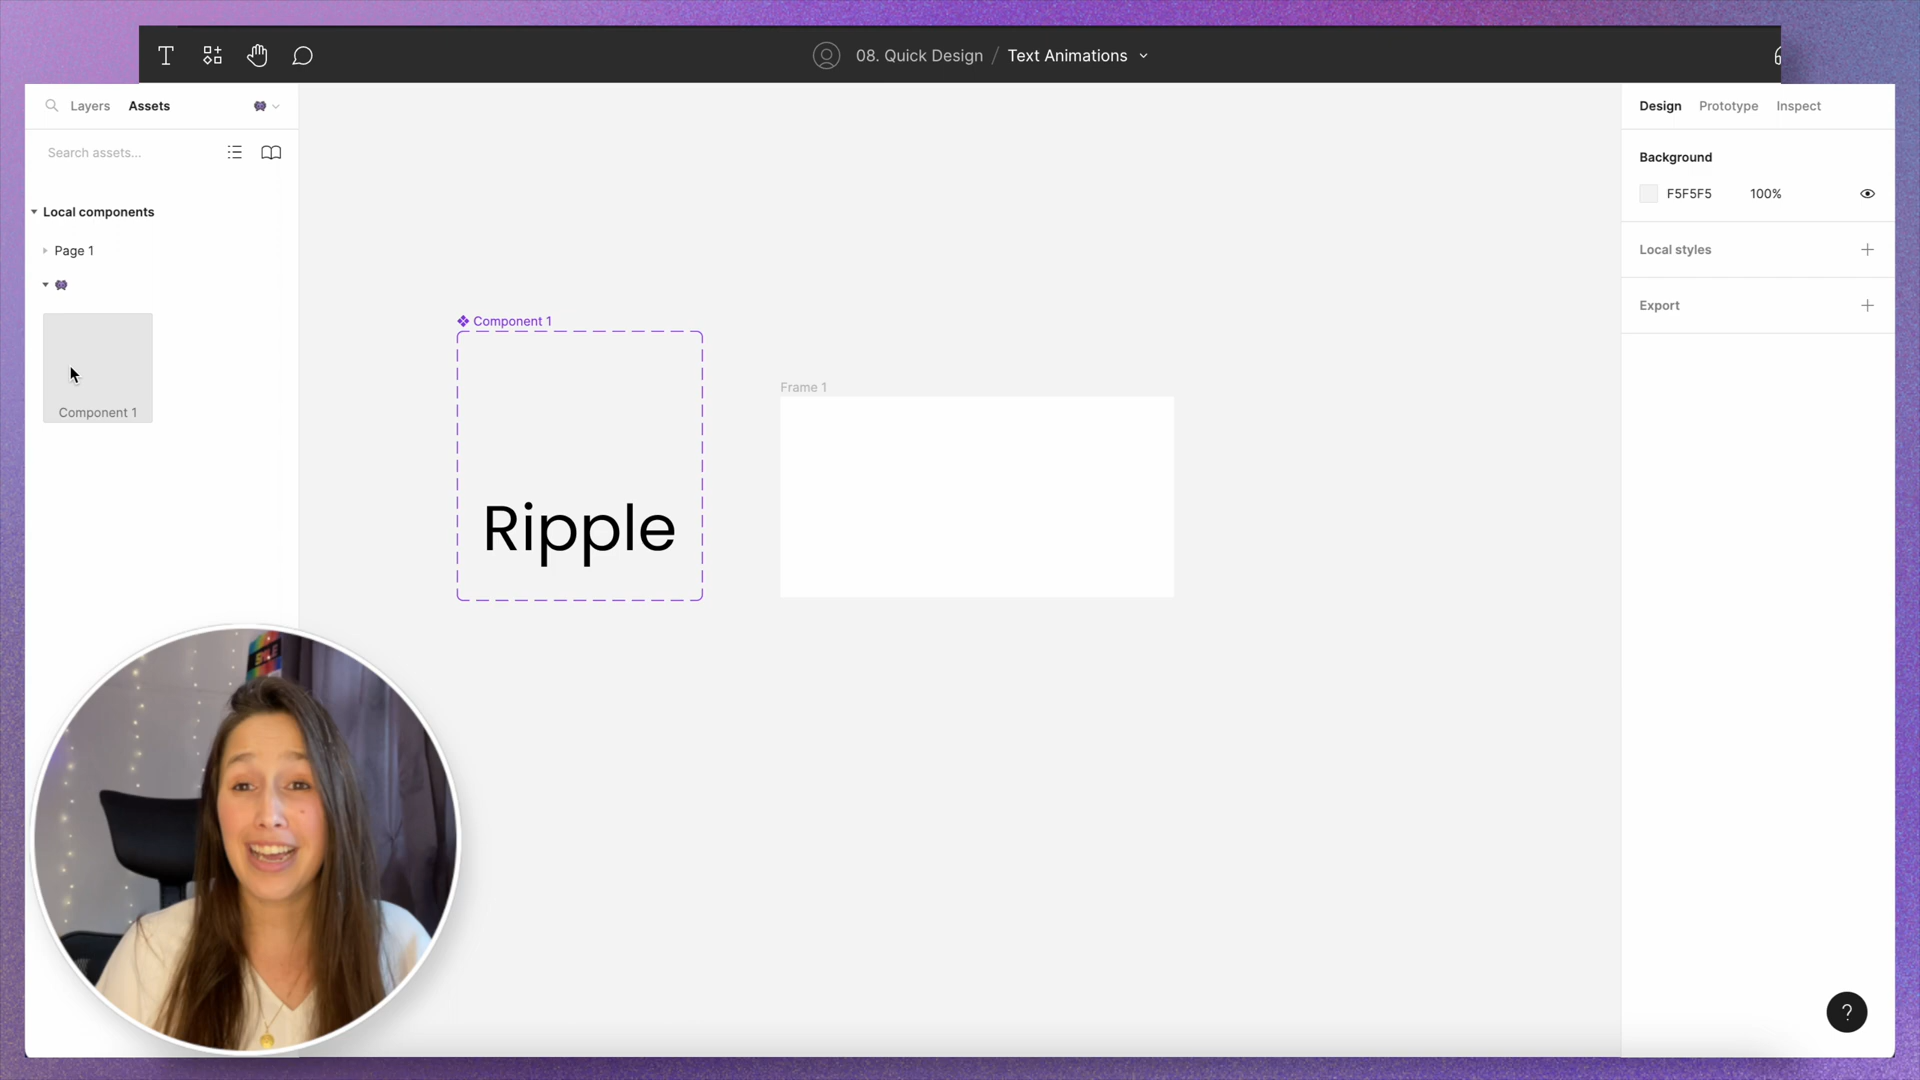 08. Quick Design / Text Animations
Layers Assets
Search assets...
Local components
Page 1
Component 1
Component 1
Ripple
Frame 1
Design Prototype Inspect
Background
F5F5F5 100%
Local styles
Export
?